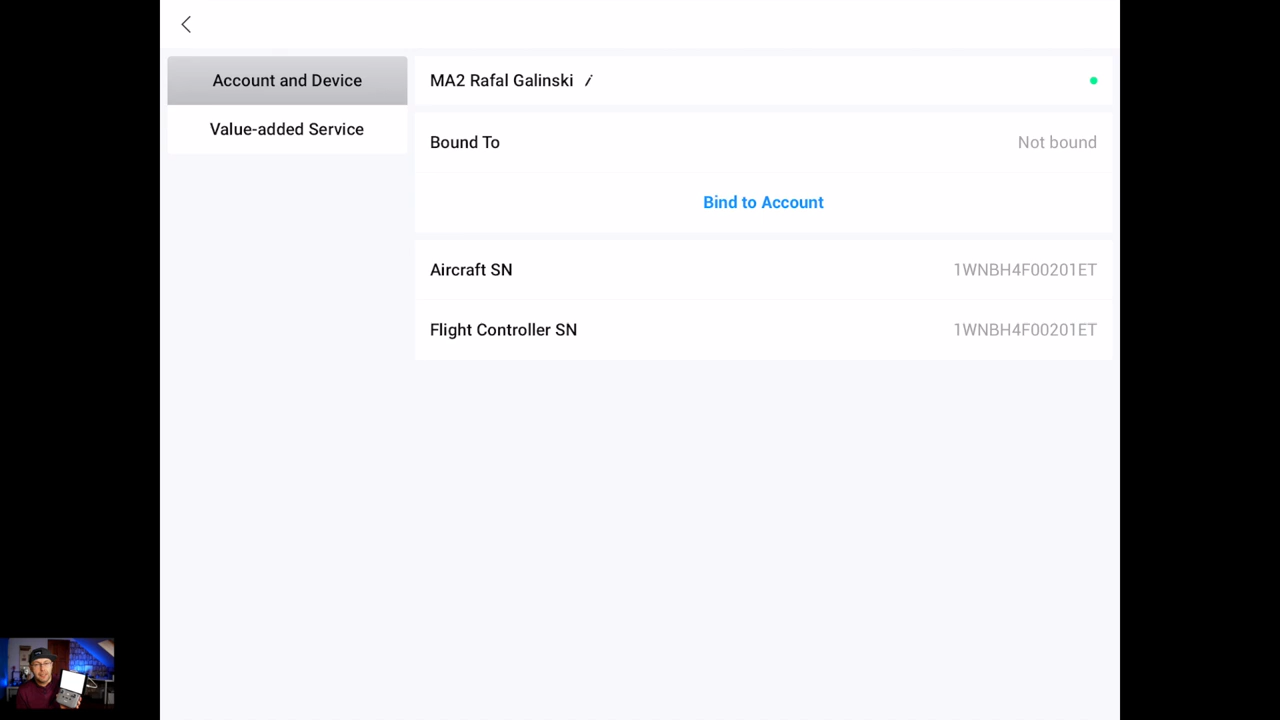 Account and Device
Value-added Service
MA2 Rafal Galinski
Bound To
Not bound
Bind to Account
Aircraft SN
1WNBH4F00201ET
Flight Controller SN
1WNBH4F00201ET